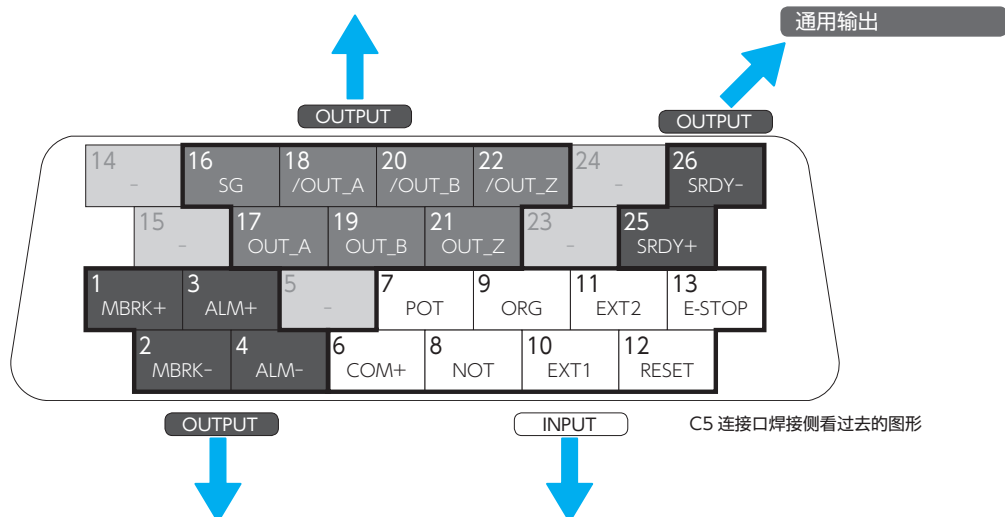 通用输出
OUTPUT
OUTPUT
14 16 18 20 22 24 26
- SG /OUT_A /OUT_B /OUT_Z - SRDY-
15 17 19 21 23 25
- OUT_A OUT_B OUT_Z - SRDY+
1 3 5 7 9 11 13
MBRK+ ALM+ - POT ORG EXT2 E-STOP
2 4 6 8 10 12
MBRK- ALM- COM+ NOT EXT1 RESET
OUTPUT
INPUT
C5 连接口焊接侧看过去的图形